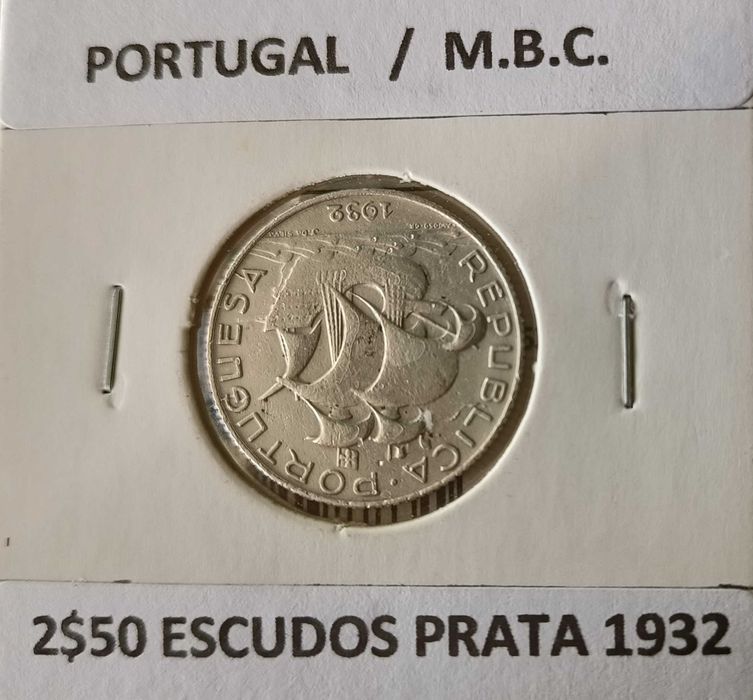 PORTUGAL / M.B.C.
1932
REPUBLICA · PORTUGUESA
2$50 ESCUDOS PRATA 1932